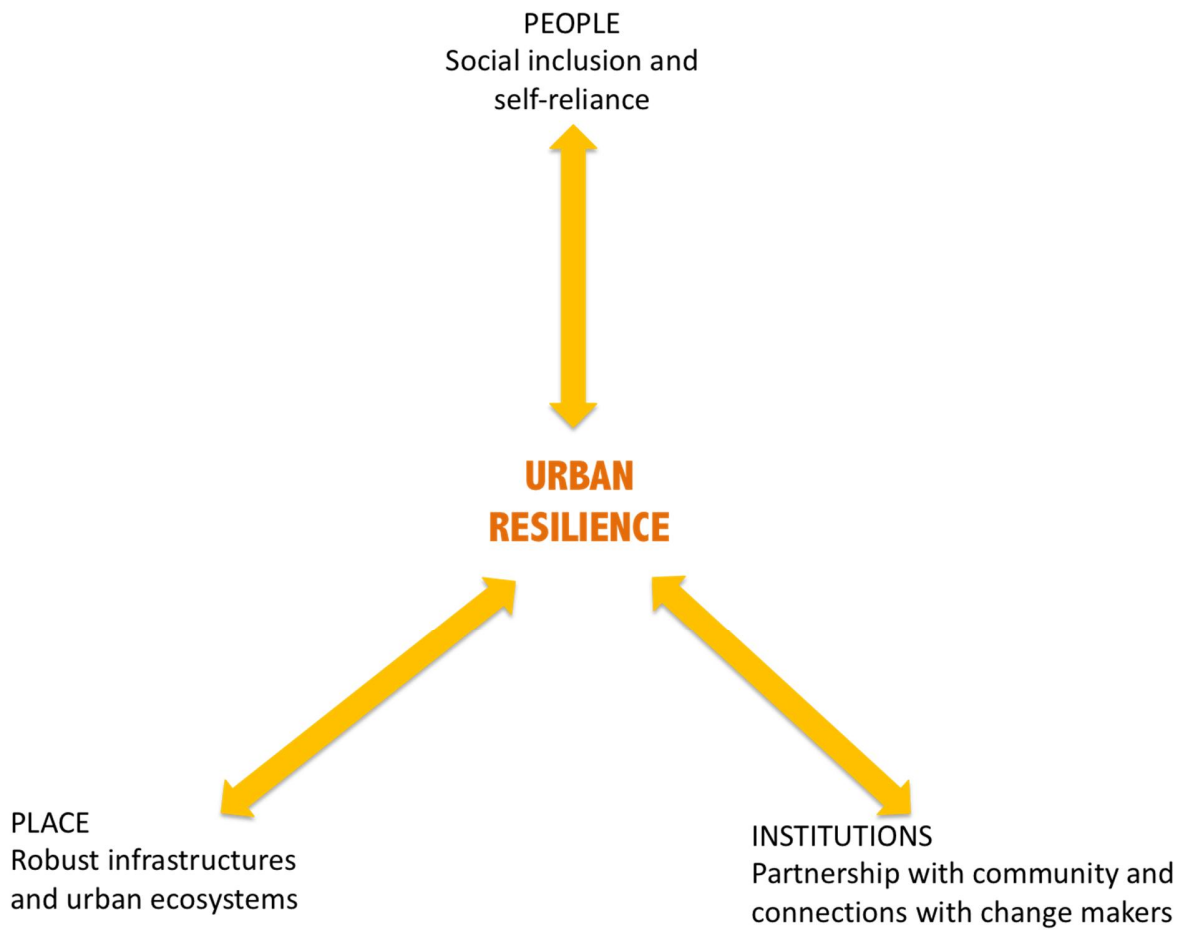 PEOPLE
Social inclusion and
self-reliance
URBAN
RESILIENCE
PLACE
Robust infrastructures
and urban ecosystems
INSTITUTIONS
Partnership with community and
connections with change makers